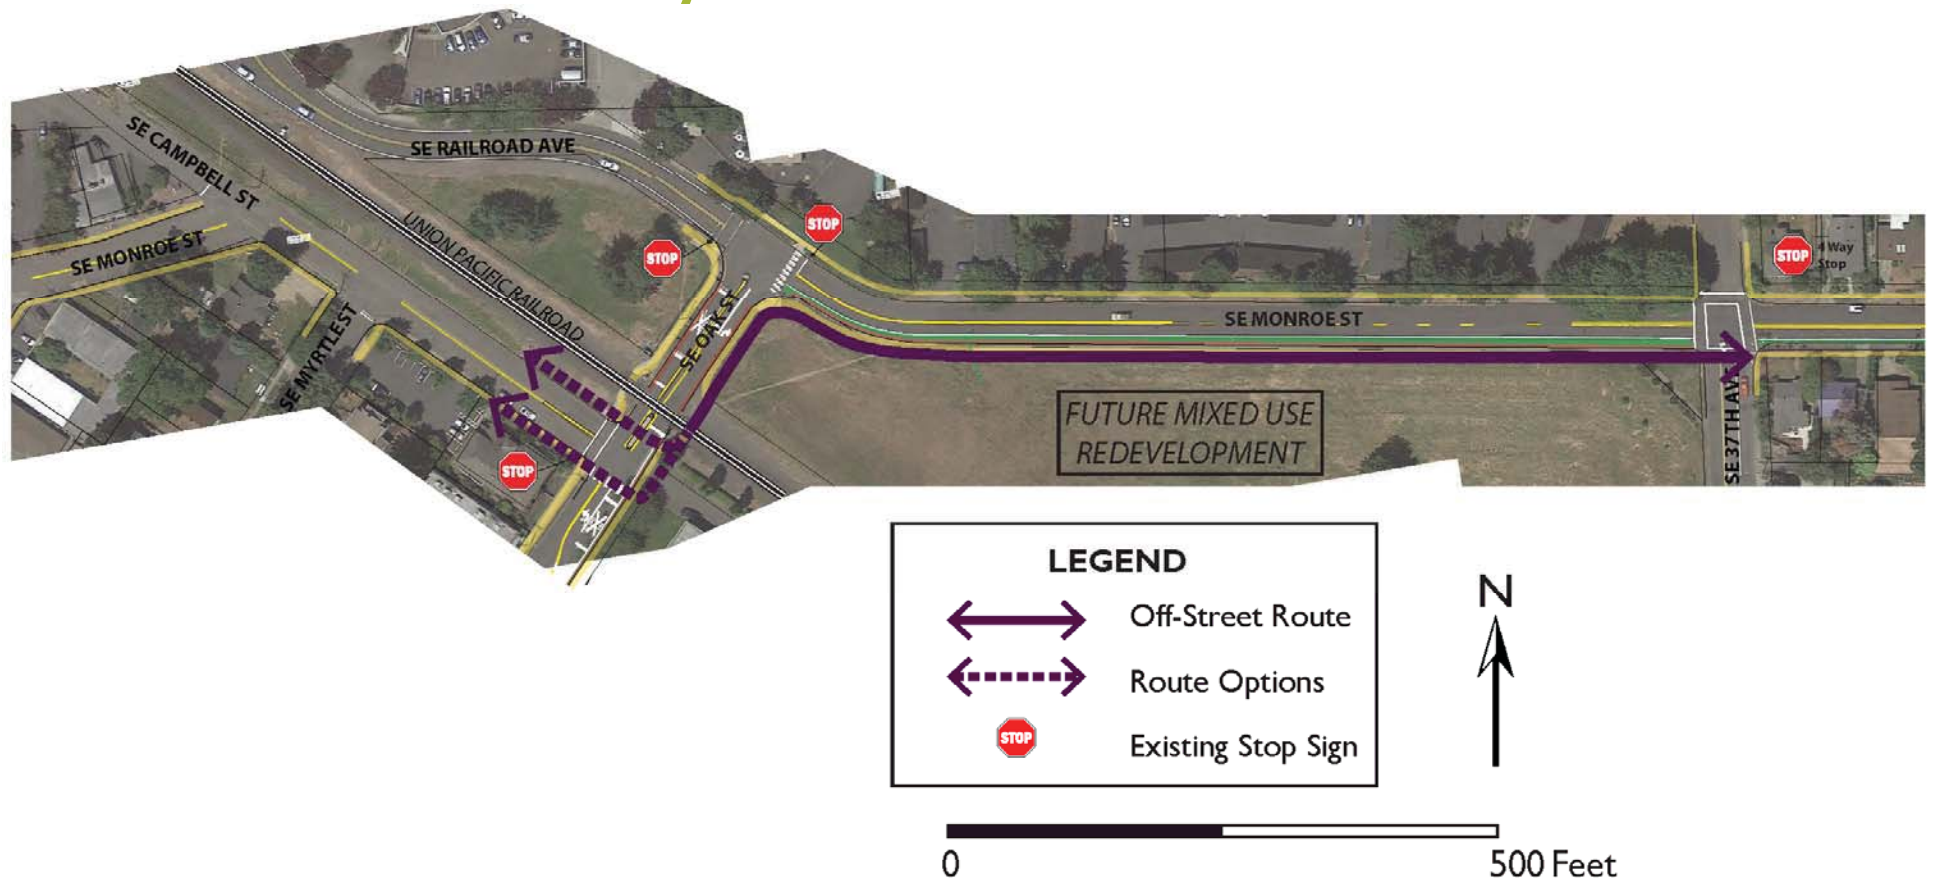 SE CAMPBELL ST
SE RAILROAD AVE
UNION PACIFIC RAILROAD
SE MONROE ST
STOP
STOP
STOP
4 Way
Stop
SE OAK ST
SE MONROE ST
SE MYRTLE ST
STOP
FUTURE MIXED USE
REDEVELOPMENT
SE 37TH AVE
LEGEND
Off-Street Route
Route Options
STOP
Existing Stop Sign
N
0
500 Feet